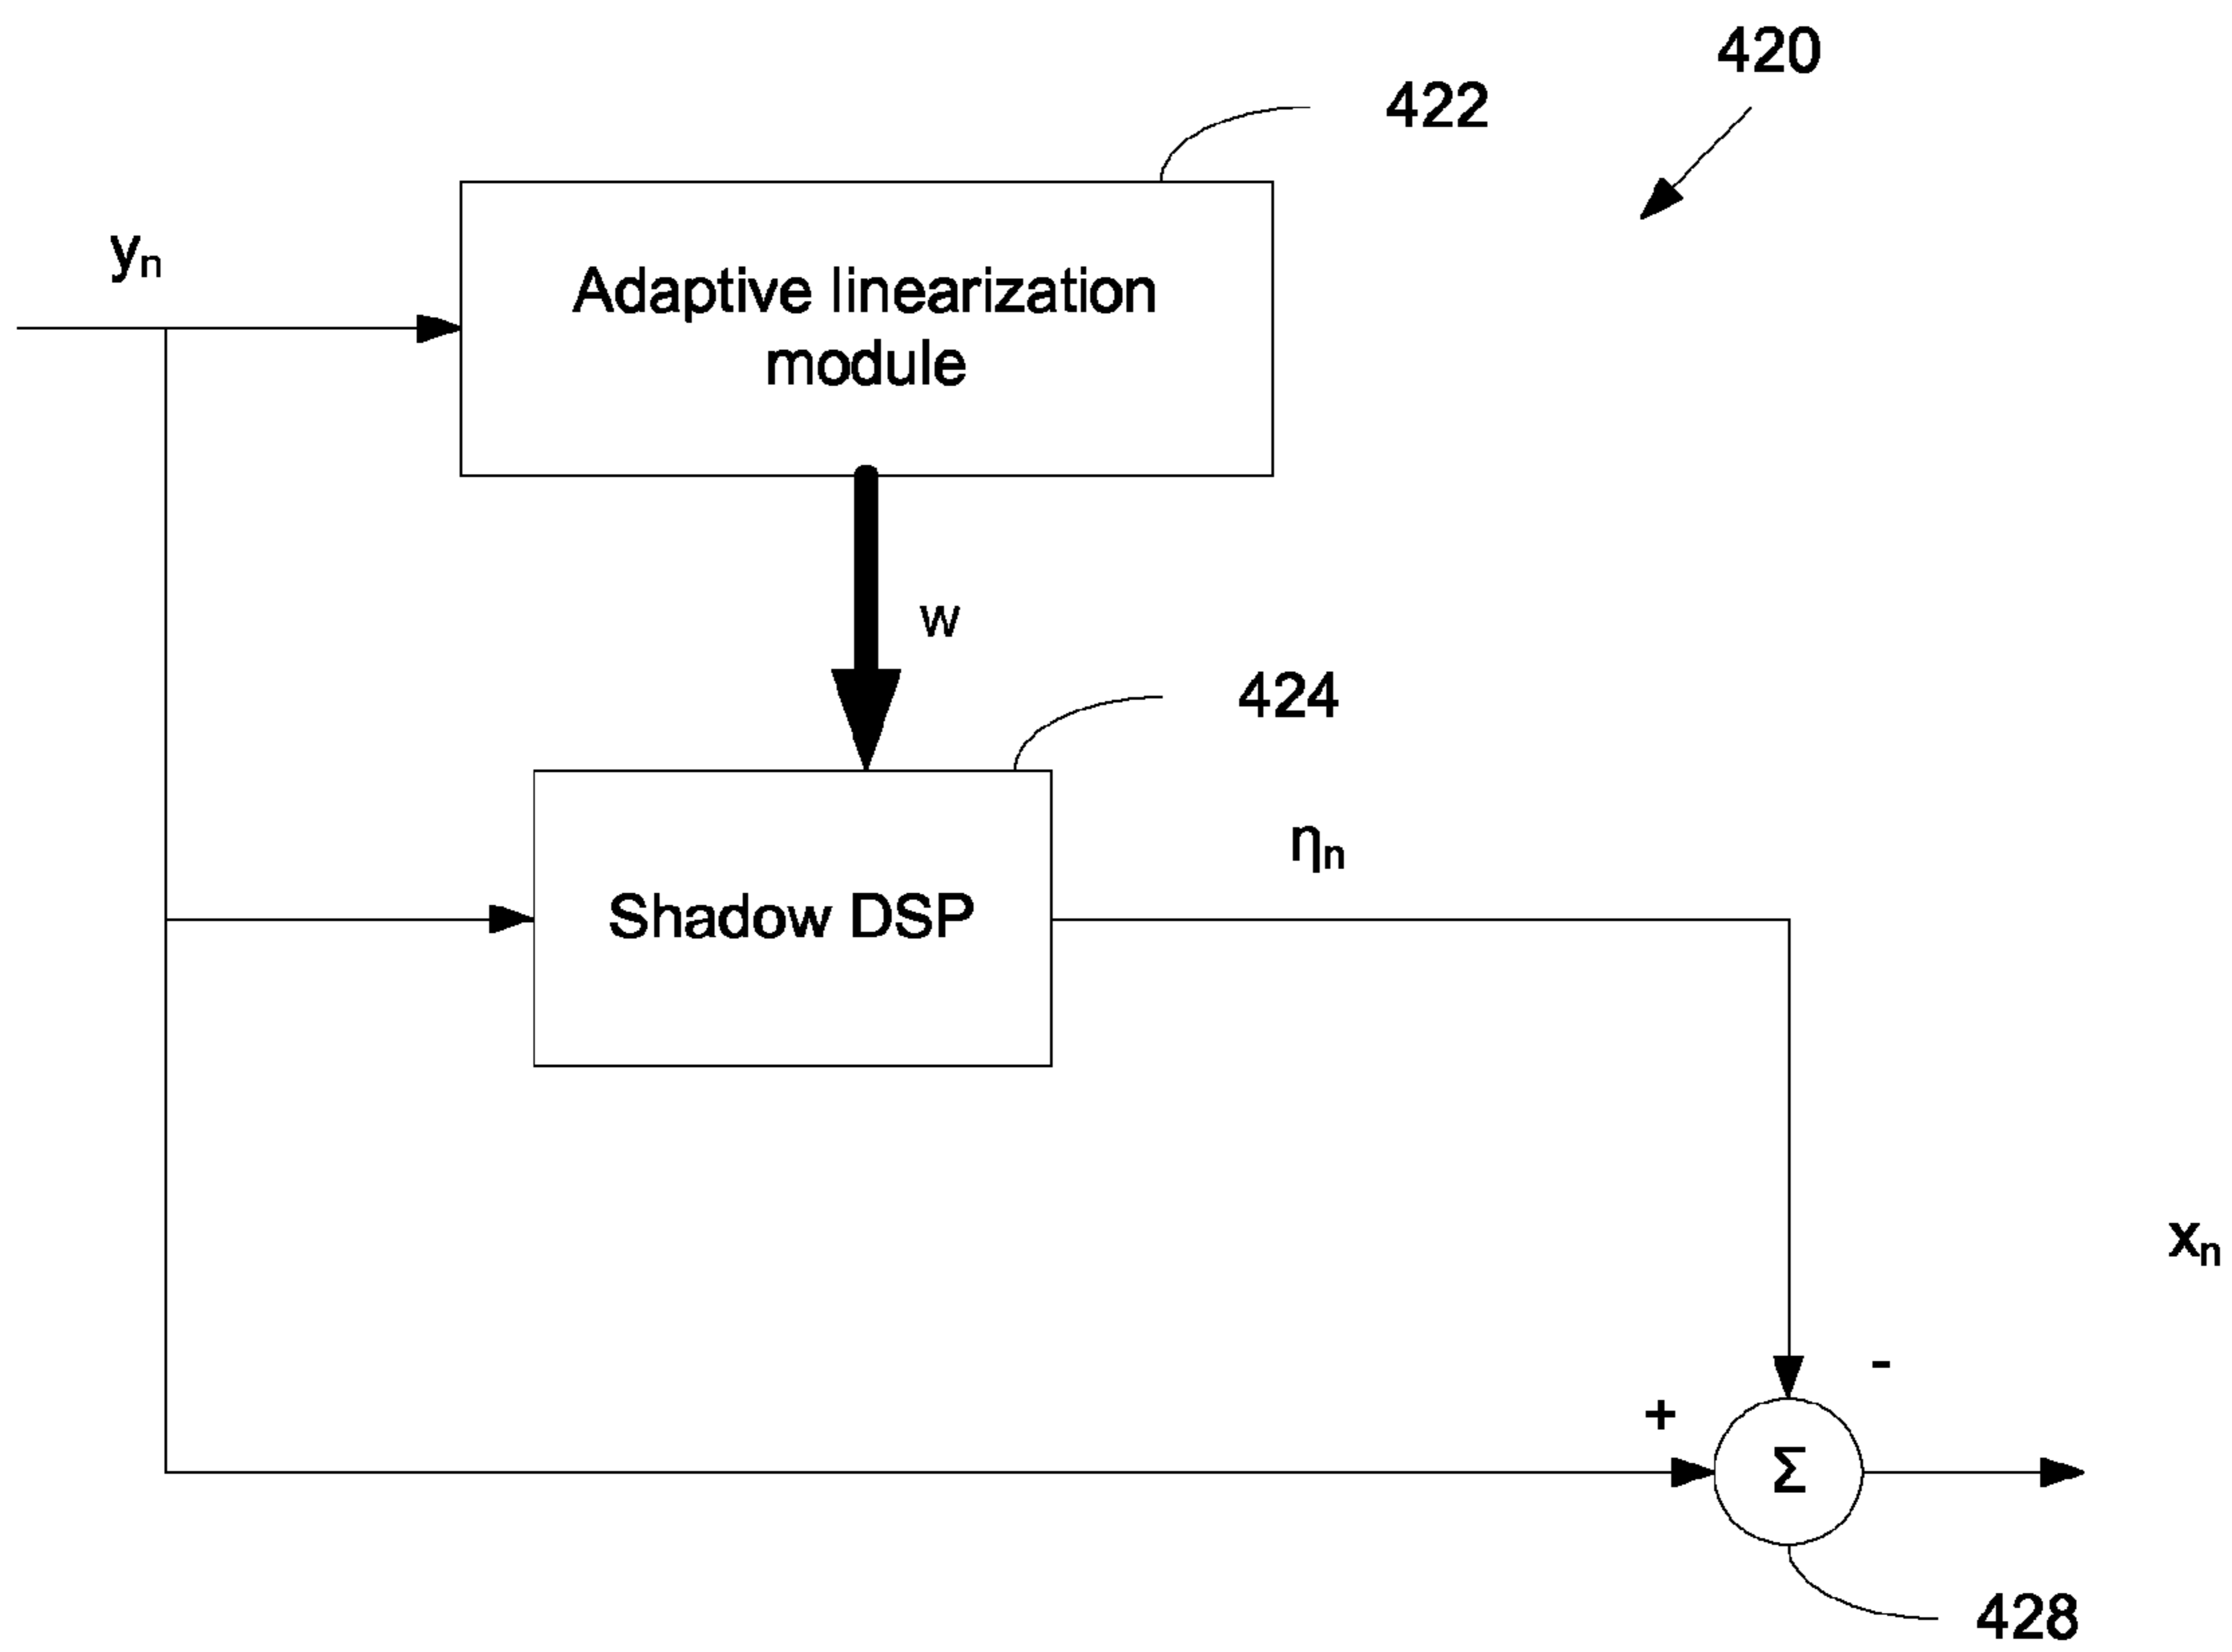 420
422
yₙ
Adaptive linearization
module
w
424
ηₙ
Shadow DSP
xₙ
-
+
Σ
428